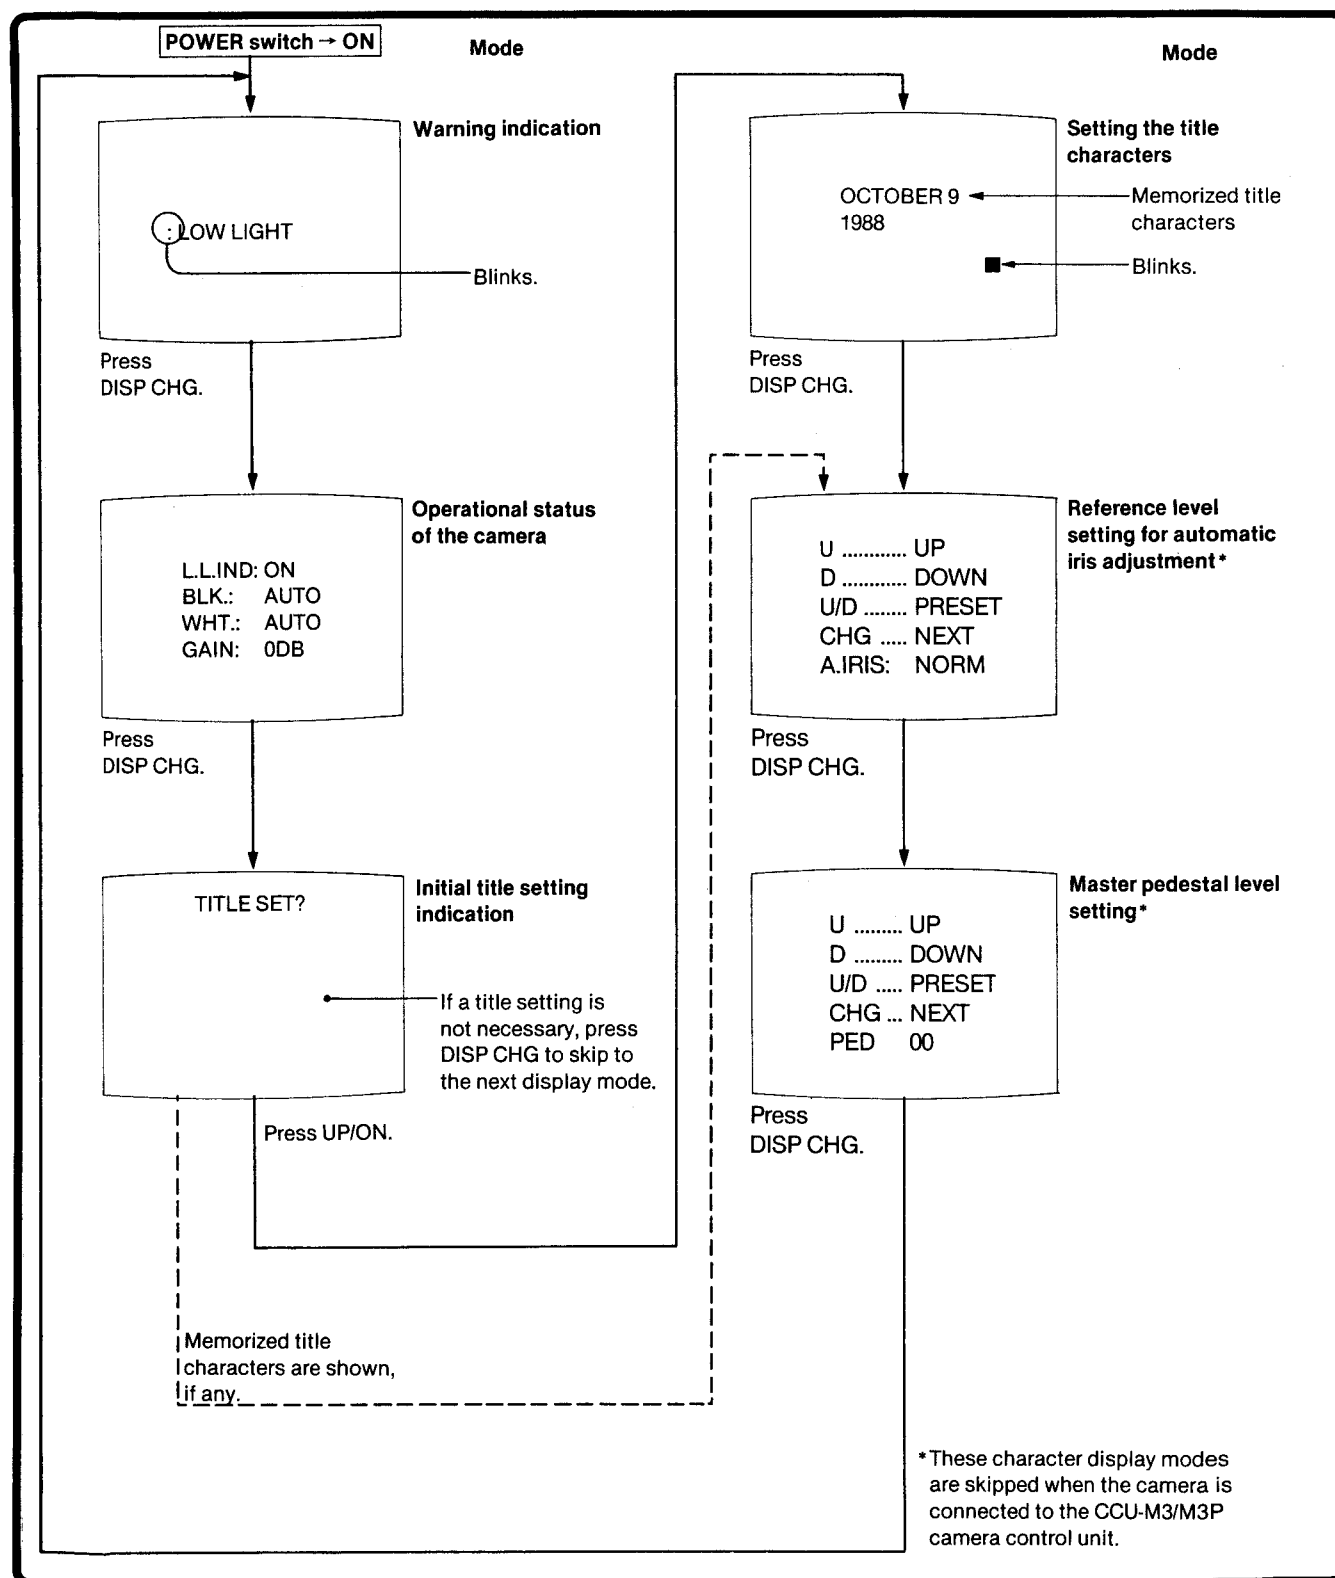 POWER switch → ON
Mode
Warning indication
: LOW LIGHT
Blinks.
Press
DISP CHG.
Operational status
of the camera
L.L.IND: ON
BLK.: AUTO
WHT.: AUTO
GAIN: 0DB
Press
DISP CHG.
Initial title setting
indication
TITLE SET?
If a title setting is
not necessary, press
DISP CHG to skip to
the next display mode.
Press UP/ON.
Memorized title
characters are shown,
if any.
Mode
Setting the title
characters
OCTOBER 9
1988
Memorized title
characters
Blinks.
Press
DISP CHG.
Reference level
setting for automatic
iris adjustment*
U ............ UP
D ............ DOWN
U/D ........ PRESET
CHG ..... NEXT
A.IRIS: NORM
Press
DISP CHG.
Master pedestal level
setting*
U ......... UP
D ......... DOWN
U/D ..... PRESET
CHG ... NEXT
PED 00
Press
DISP CHG.
*These character display modes
are skipped when the camera is
connected to the CCU-M3/M3P
camera control unit.